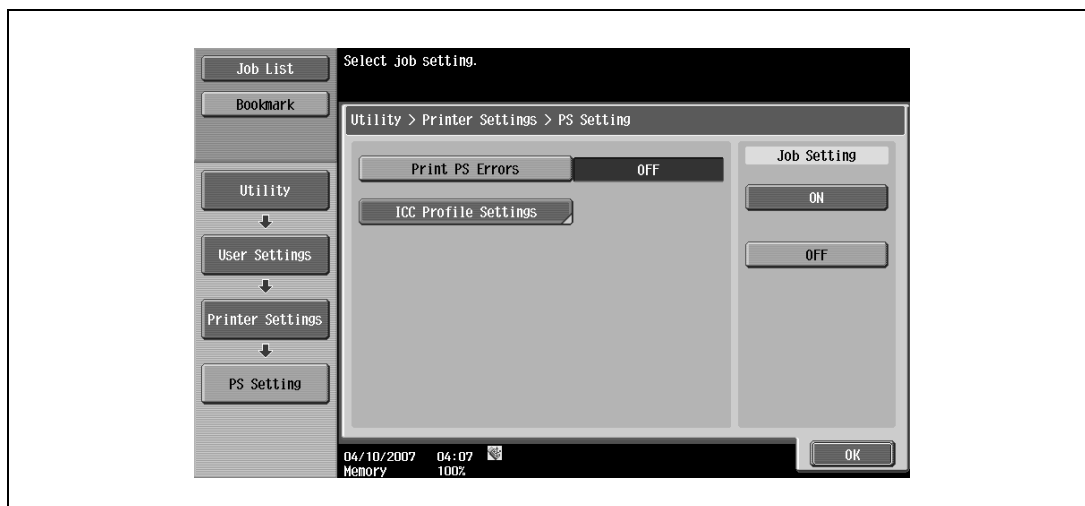 Job List
Bookmark
Utility
User Settings
Printer Settings
PS Setting
Select job setting.
Utility > Printer Settings > PS Setting
Print PS Errors OFF
ICC Profile Settings
Job Setting
ON
OFF
04/10/2007 04:07
Memory 100%
OK